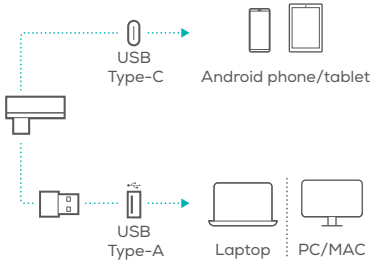 USB
Type-C
Android phone/tablet
USB
Type-A
Laptop
PC/MAC